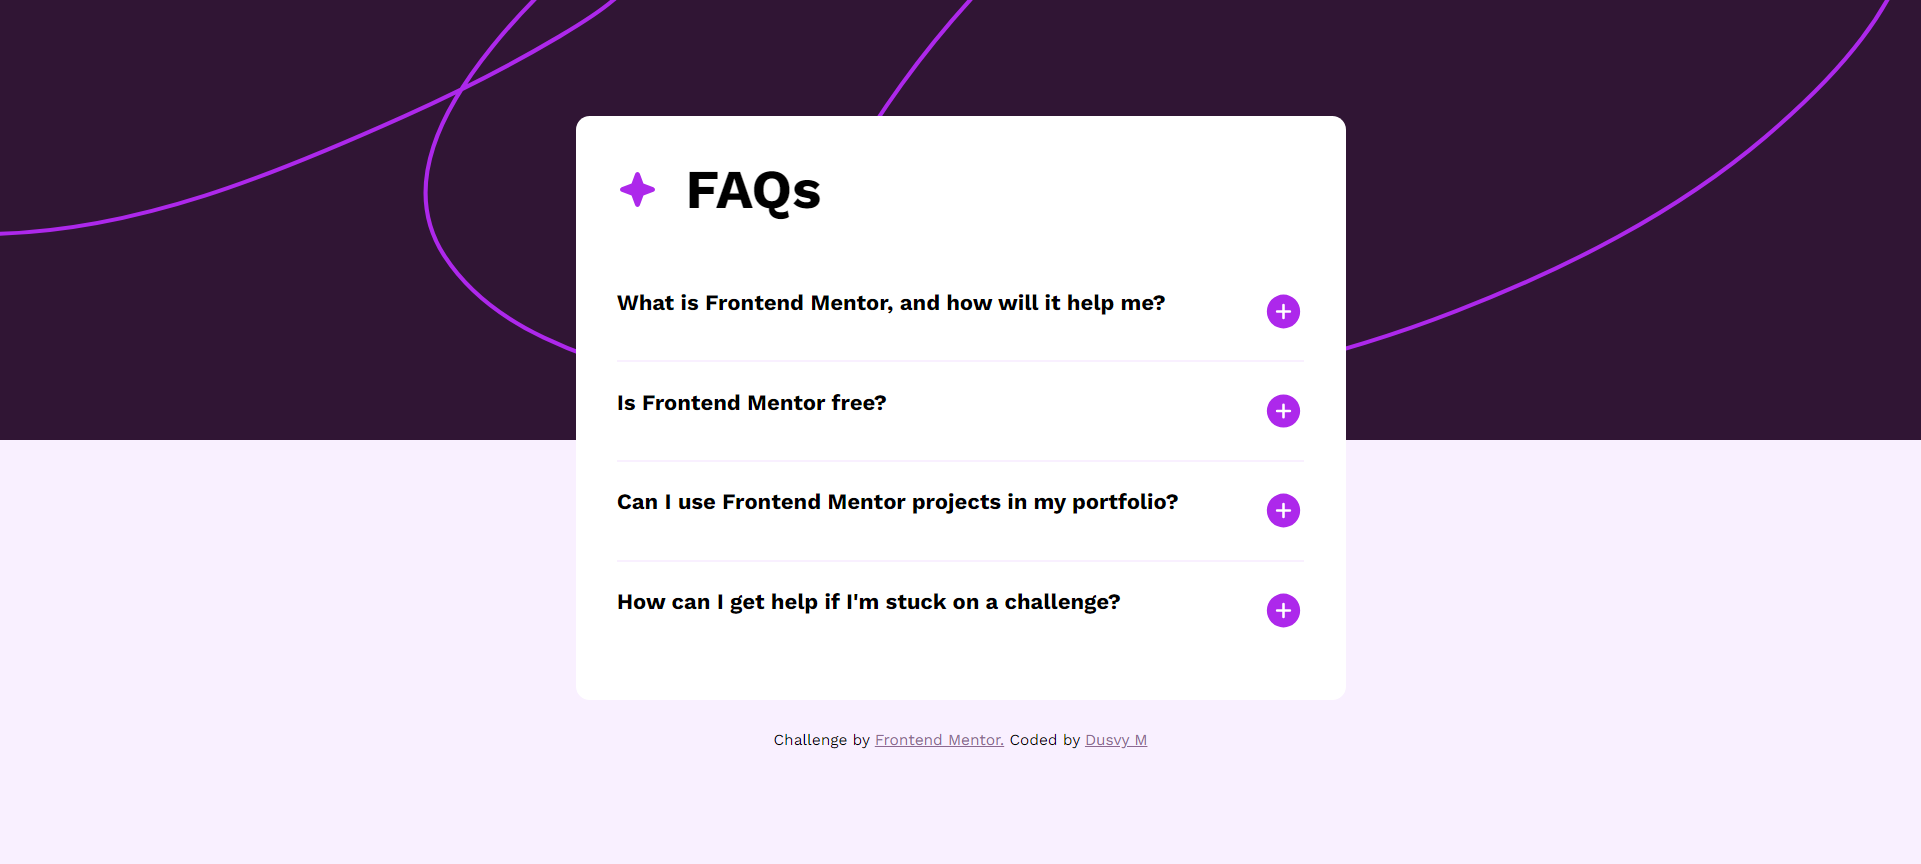 FAQs
What is Frontend Mentor, and how will it help me?
Is Frontend Mentor free?
Can I use Frontend Mentor projects in my portfolio?
How can I get help if I'm stuck on a challenge?
Challenge by Frontend Mentor. Coded by Dusvy M